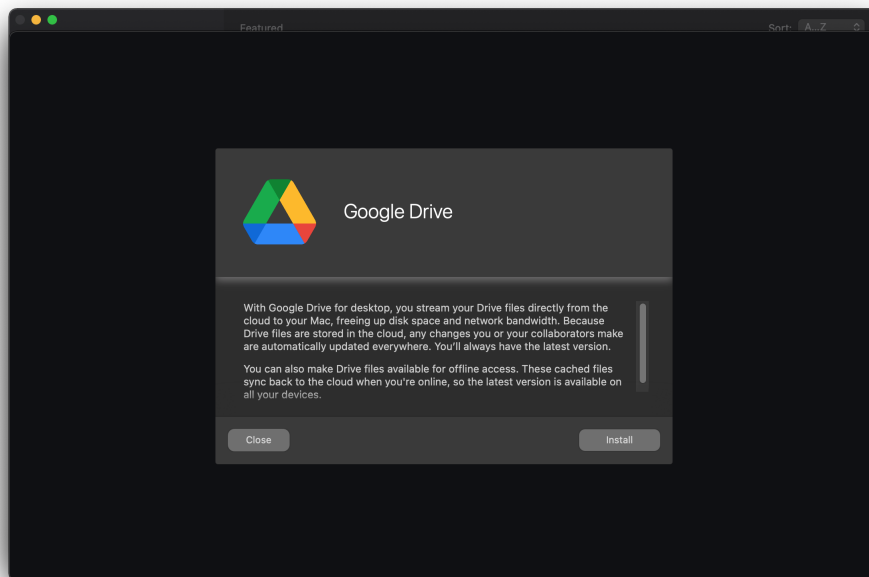 Featured
Sort: A...Z
Google Drive
With Google Drive for desktop, you stream your Drive files directly from the
cloud to your Mac, freeing up disk space and network bandwidth. Because
Drive files are stored in the cloud, any changes you or your collaborators make
are automatically updated everywhere. You’ll always have the latest version.
You can also make Drive files available for offline access. These cached files
sync back to the cloud when you're online, so the latest version is available on
all your devices.
Close
Install